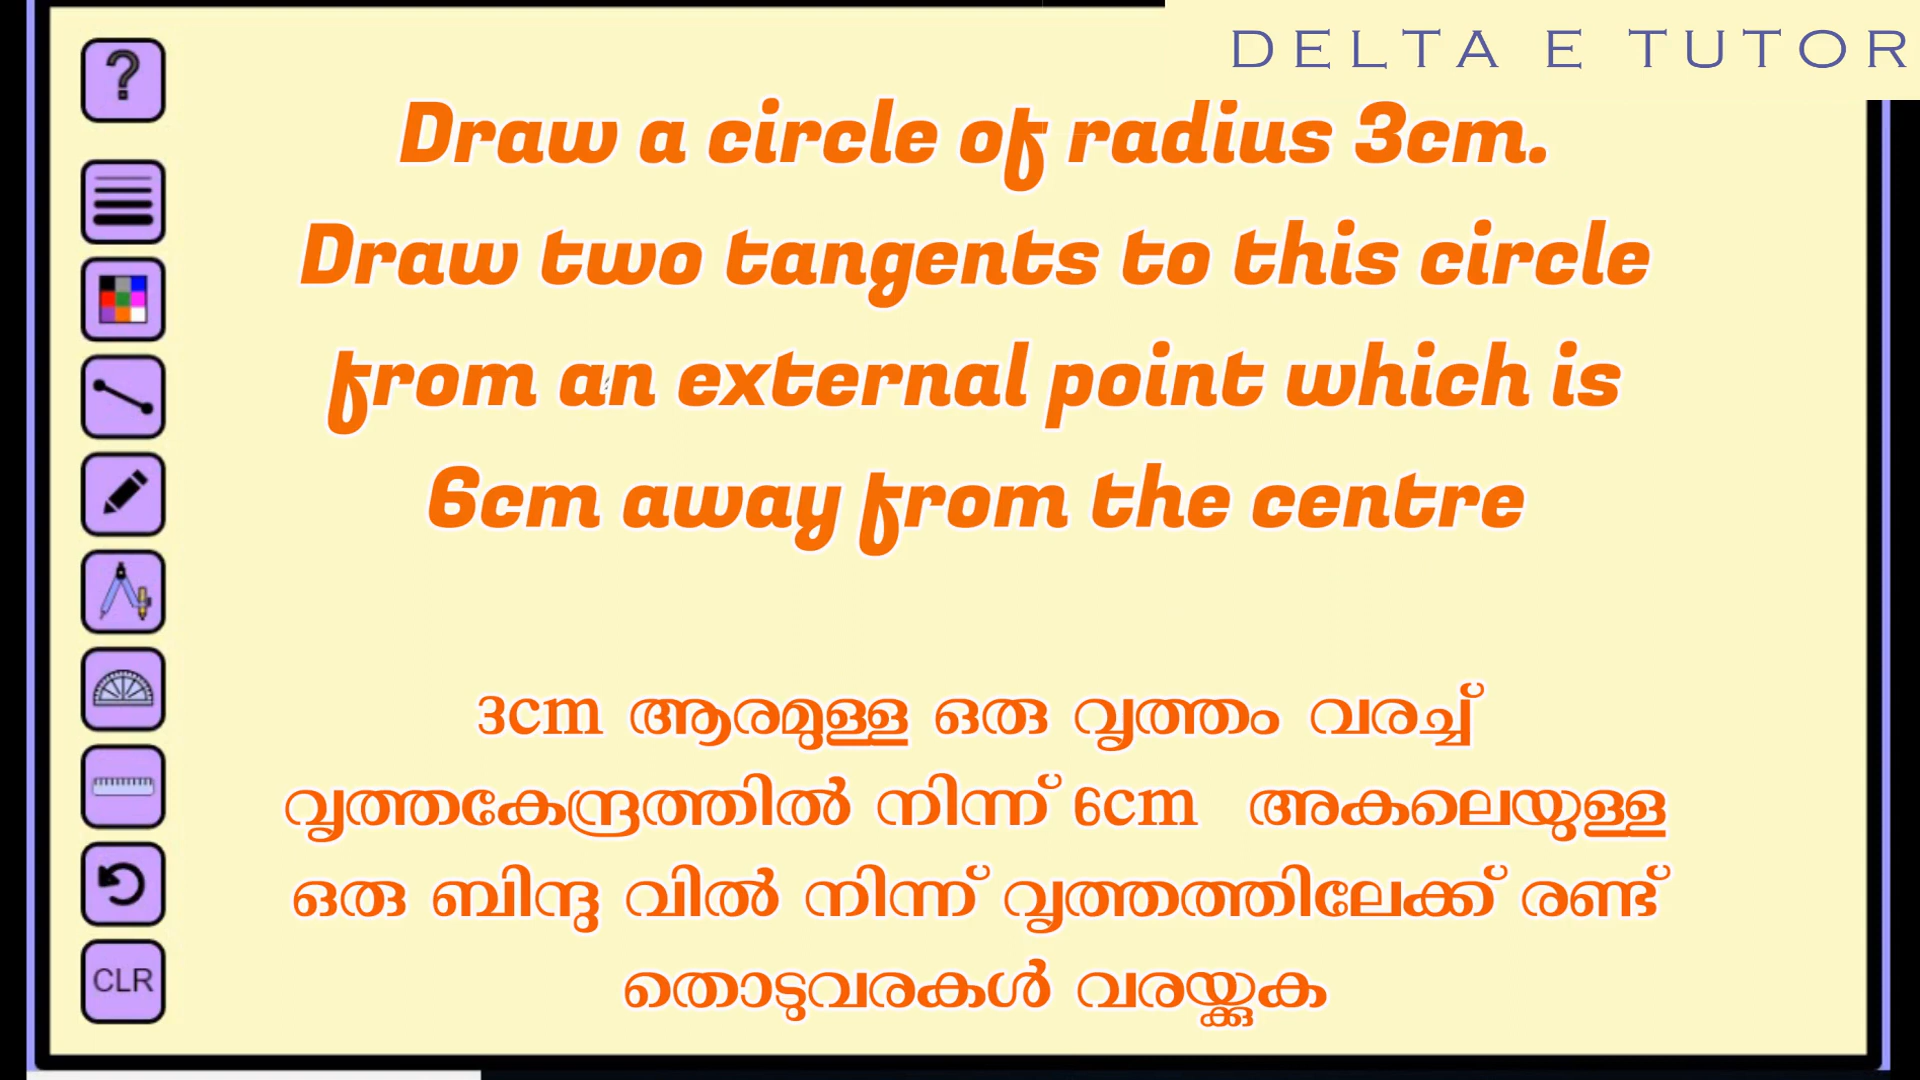 DELTA E TUTOR
Draw a circle of radius 3cm.
Draw two tangents to this circle
from an external point which is
6cm away from the centre
3cm ആരമുള്ള ഒരു വൃത്തം വരച്ച്
വൃത്തകേന്ദ്രത്തിൽ നിന്ന് 6cm അകലെയുള്ള
ഒരു ബിന്ദു വിൽ നിന്ന് വൃത്തത്തിലേക്ക് രണ്ട്
തൊടുവരകൾ വരയ്ക്കുക
CLR